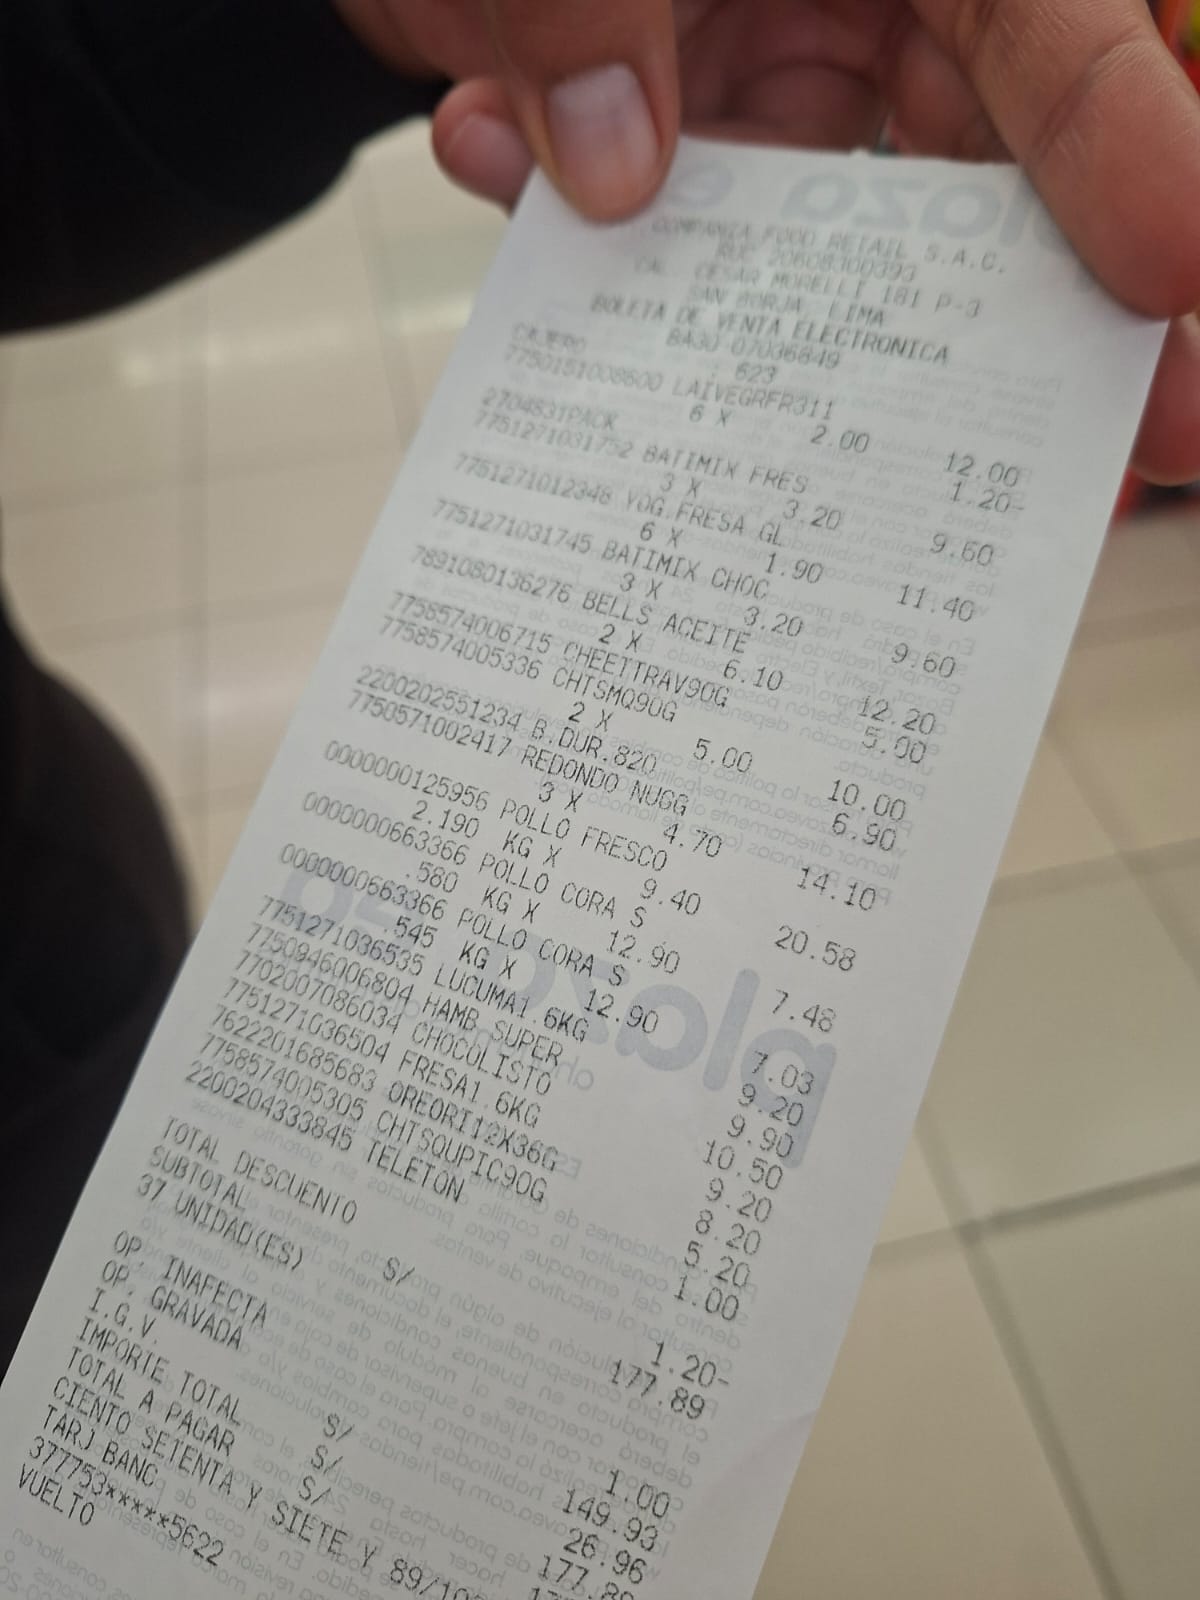 COMPANIA FOOD RETAIL S.A.C.
RUC 20608300393
CAL. CESAR MORELLI 181 P-3
SAN BORJA, LIMA
BOLETA DE VENTA ELECTRONICA
BA30-07036849
CAJERO : 623
7750151008600 LAIVEGRFR311
6 X 2.00 12.00
2704831PACK 1.20-
7751271031752 BATIMIX FRES
3 X 3.20 9.60
7751271012348 YOG.FRESA GL
6 X 1.90 11.40
7751271031745 BATIMIX CHOC
3 X 3.20 9.60
7891080136276 BELLS ACEITE
2 X 6.10 12.20
7758574006715 CHEETTRAV90G 5.00
7758574005336 CHTSMQ90G
2 X 5.00 10.00
2200202551234 B.DUR.820 6.90
7750571002417 REDONDO NUGG
3 X 4.70 14.10
0000000125956 POLLO FRESCO
2.190 KG X 9.40 20.58
0000000663366 POLLO CORA S
.580 KG X 12.90 7.48
0000000663366 POLLO CORA S
.545 KG X 12.90 7.03
7751271036535 LUCUMA1.6KG 9.20
7750946006804 HAMB SUPER 9.90
7702007086034 CHOCOLISTO 10.50
7751271036504 FRESA1.6KG 9.20
7622201685683 OREORI12X36G 8.20
7758574005305 CHTSQUPIC90G 5.20
2200204333845 TELETON 1.00
TOTAL DESCUENTO 1.20-
SUBTOTAL S/ 177.89
37 UNIDAD(ES)
OP. INAFECTA S/ 1.00
OP. GRAVADA S/ 149.93
I.G.V. S/ 26.96
IMPORTE TOTAL 177.89
TOTAL A PAGAR
CIENTO SETENTA Y SIETE Y 89/100
TARJ BANC
377753*****5622
VUELTO